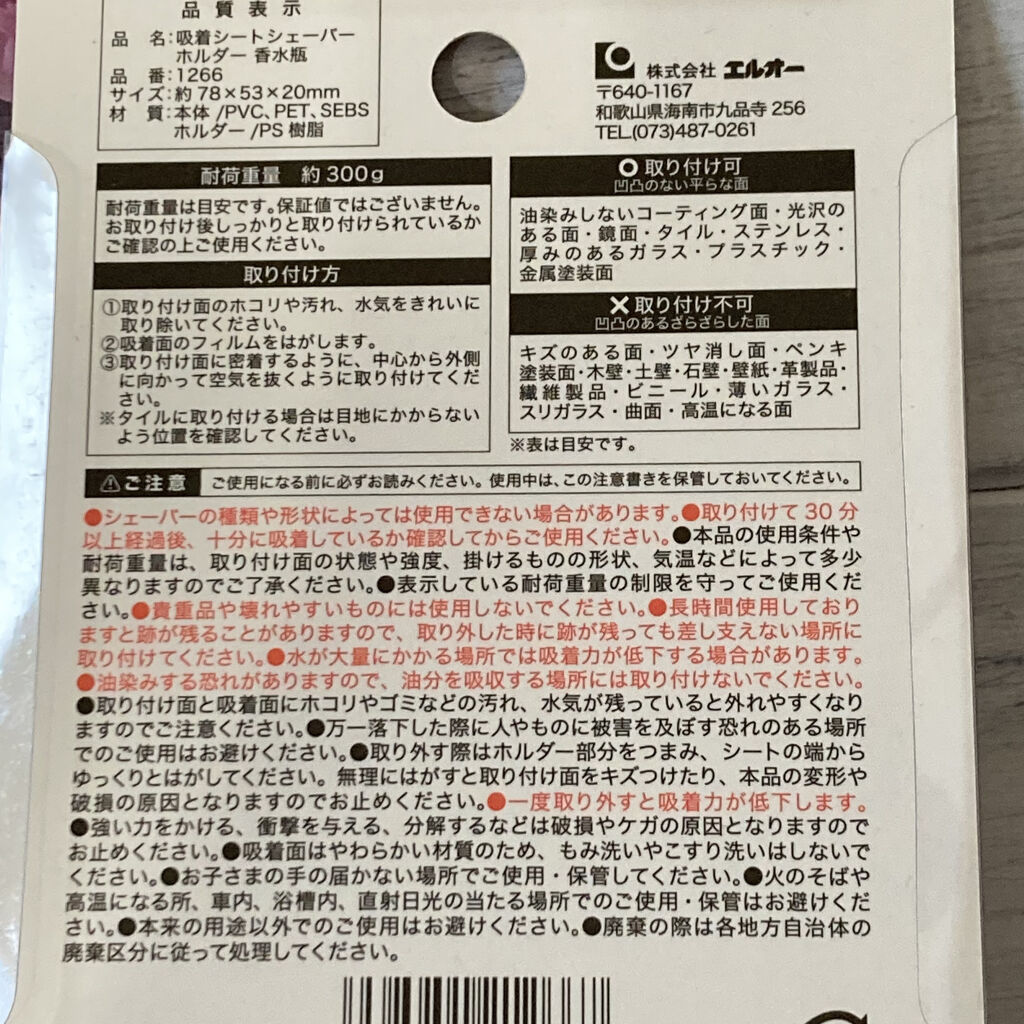 品質表示
品　名：吸着シートシェーバー
ホルダー 香水瓶
品　番：1266
サイズ：約78×53×20mm
材　質：本体/PVC、PET、SEBS
ホルダー/PS樹脂
株式会社 エルオー
〒640-1167
和歌山県海南市九品寺256
TEL.(073)487-0261
耐荷重量　約300g
耐荷重量は目安です。保証値ではございません。
お取り付け後しっかりと取り付けられているか
ご確認の上ご使用ください。
取り付け方
①取り付け面のホコリや汚れ、水気をきれいに
取り除いてください。
②吸着面のフィルムをはがします。
③取り付け面に密着するように、中心から外側
に向かって空気を抜くように取り付けてくだ
さい。
※タイルに取り付ける場合は目地にかからない
よう位置を確認してください。
○取り付け可
凹凸のない平らな面
油染みしないコーティング面・光沢の
ある面・鏡面・タイル・ステンレス・
厚みのあるガラス・プラスチック・
金属塗装面
×取り付け不可
凹凸のあるざらざらした面
キズのある面・ツヤ消し面・ペンキ
塗装面・木壁・土壁・石壁・壁紙・革製品・
繊維製品・ビニール・薄いガラス・
スリガラス・曲面・高温になる面
※表は目安です。
⚠ご注意　ご使用になる前に必ずお読みください。使用中は、この注意書きを保管しておいてください。
●シェーバーの種類や形状によっては使用できない場合があります。●取り付けて30分
以上経過後、十分に吸着しているか確認してからご使用ください。●本品の使用条件や
耐荷重量は、取り付け面の状態や強度、掛けるものの形状、気温などによって多少
異なりますのでご了承ください。●表示している耐荷重量の制限を守ってご使用くだ
さい。●貴重品や壊れやすいものには使用しないでください。●長時間使用しており
ますと跡が残ることがありますので、取り外した時に跡が残っても差し支えない場所に
取り付けてください。●水が大量にかかる場所では吸着力が低下する場合があります。
●油染みする恐れがありますので、油分を吸収する場所には取り付けないでください。
●取り付け面と吸着面にホコリやゴミなどの汚れ、水気が残っていると外れやすくなり
ますのでご注意ください。●万一落下した際に人やものに被害を及ぼす恐れのある場所
でのご使用はお避けください。●取り外す際はホルダー部分をつまみ、シートの端から
ゆっくりとはがしてください。無理にはがすと取り付け面をキズつけたり、本品の変形や
破損の原因となりますのでお止めください。●一度取り外すと吸着力が低下します。
●強い力をかける、衝撃を与える、分解するなどは破損やケガの原因となりますので
お止めください。●吸着面はやわらかい材質のため、もみ洗いやこすり洗いはしないで
ください。●お子さまの手の届かない場所でご使用・保管してください。●火のそばや
高温になる所、車内、浴槽内、直射日光の当たる場所でのご使用・保管はお避けくだ
さい。●本来の用途以外でのご使用はお避けください。●廃棄の際は各地方自治体の
廃棄区分に従って処理してください。